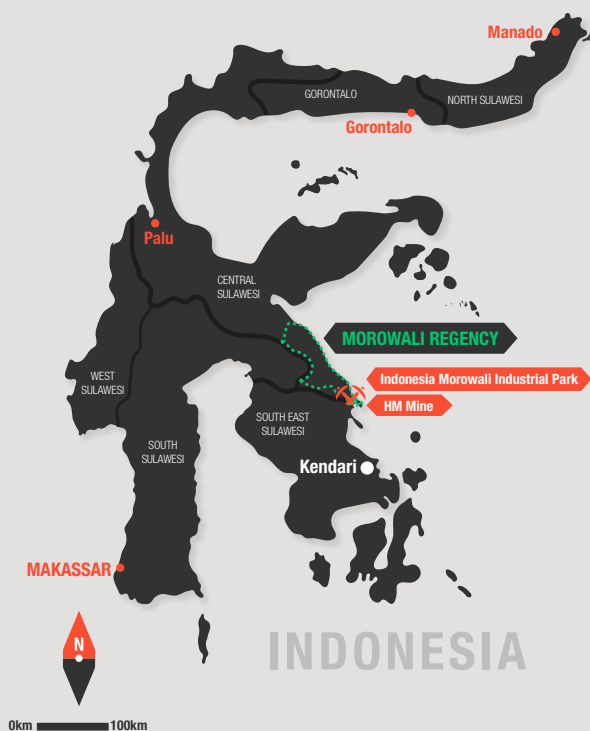 Manado
GORONTALO
NORTH SULAWESI
Gorontalo
Palu
CENTRAL
SULAWESI
MOROWALI REGENCY
Indonesia Morowali Industrial Park
WEST
SULAWESI
HM Mine
SOUTH EAST
SULAWESI
SOUTH
SULAWESI
Kendari
MAKASSAR
N
INDONESIA
0km 100km